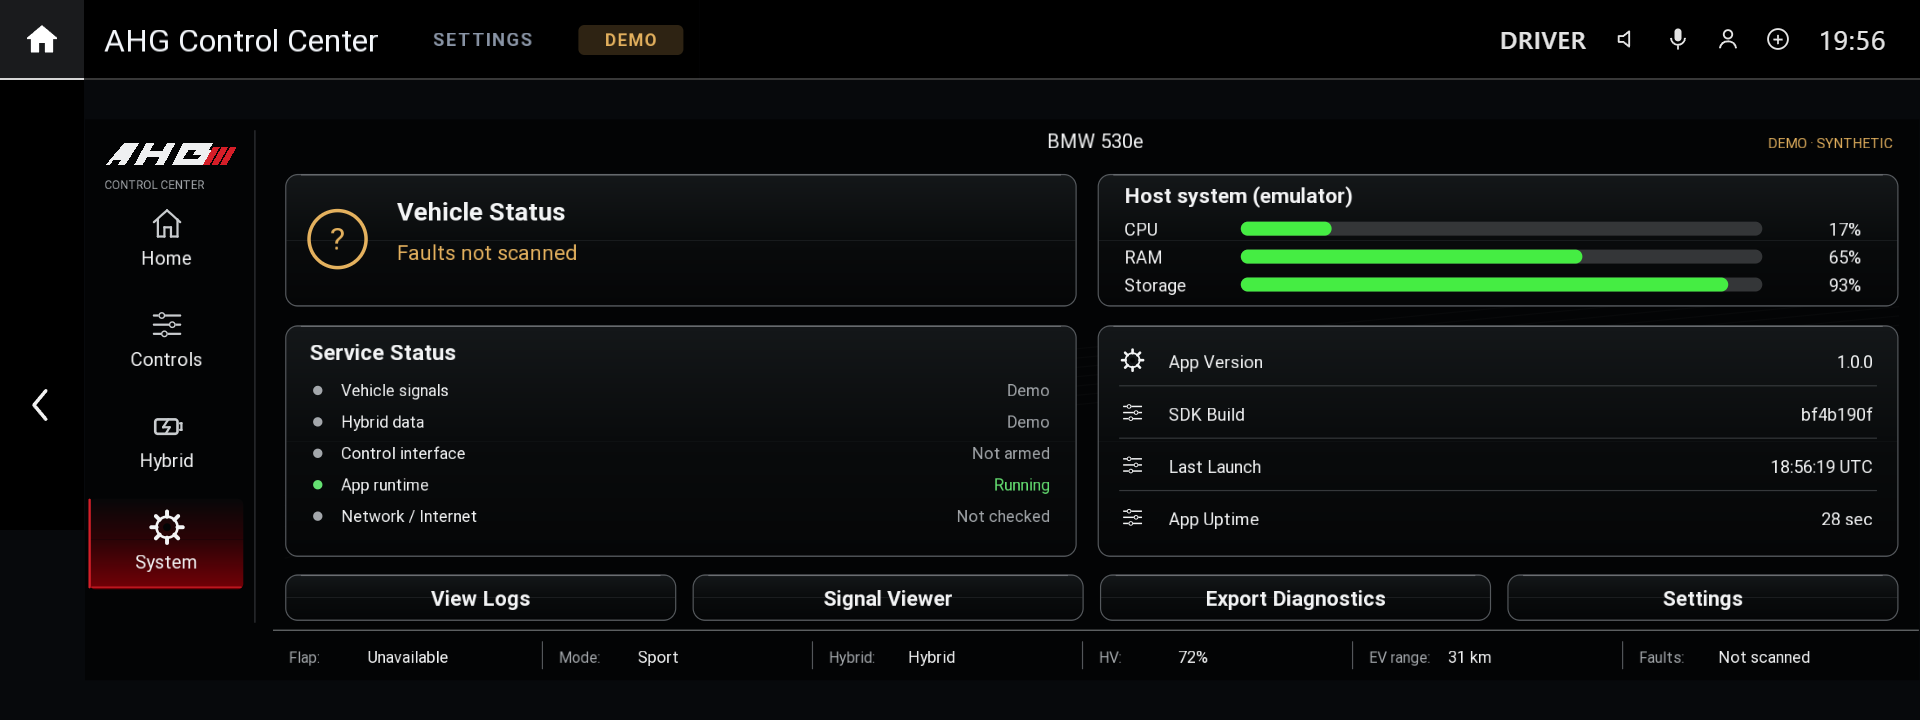 AHG Control Center
SETTINGS
DEMO
DRIVER
19:56
AHG
CONTROL CENTER
Home
Controls
Hybrid
System
BMW 530e
DEMO · SYNTHETIC
?
Vehicle Status
Faults not scanned
Host system (emulator)
CPU 17%
RAM 65%
Storage 93%
Service Status
Vehicle signals Demo
Hybrid data Demo
Control interface Not armed
App runtime Running
Network / Internet Not checked
App Version 1.0.0
SDK Build bf4b190f
Last Launch 18:56:19 UTC
App Uptime 28 sec
View Logs
Signal Viewer
Export Diagnostics
Settings
Flap: Unavailable
Mode: Sport
Hybrid: Hybrid
HV: 72%
EV range: 31 km
Faults: Not scanned